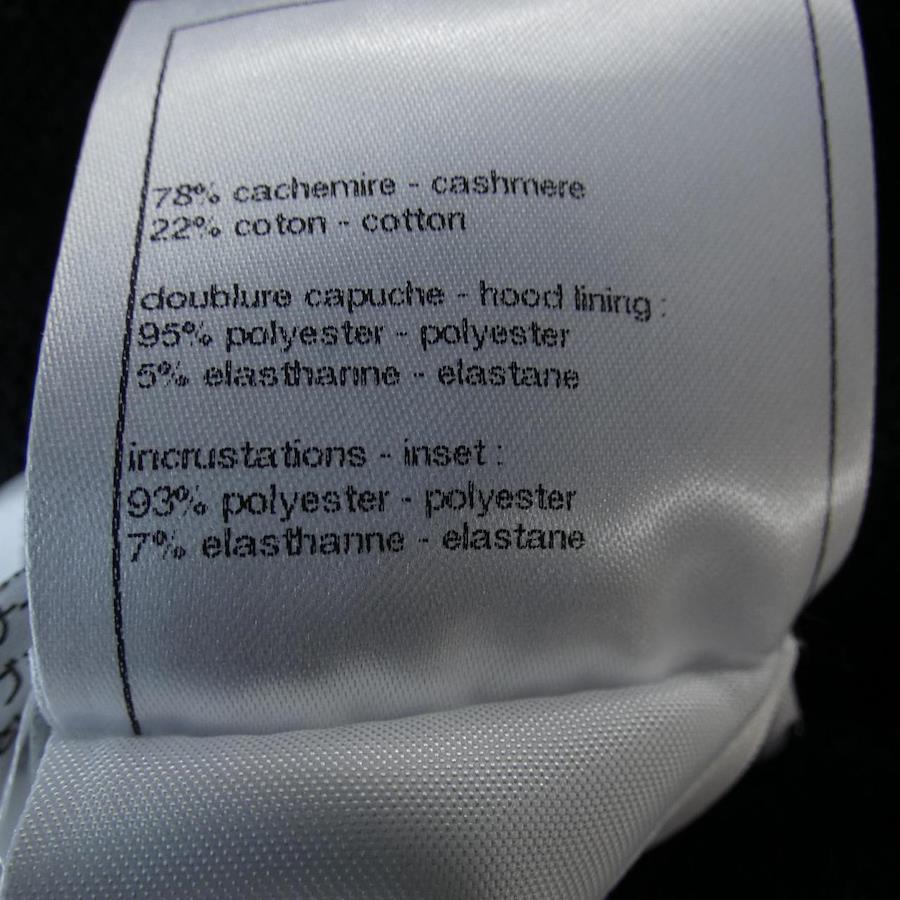 78% cachemire - cashmere
22% coton - cotton
doublure capuche - hood lining :
95% polyester - polyester
5% elasthanne - elastane
incrustations - inset :
93% polyester - polyester
7% elasthanne - elastane